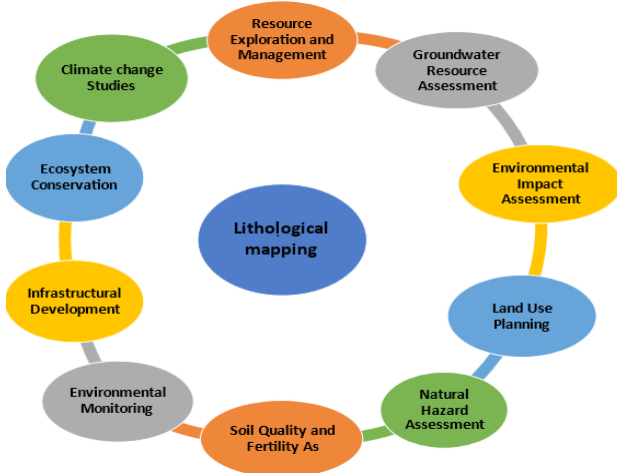 Resource
Exploration and
Management
Groundwater
Resource
Assessment
Environmental
Impact
Assessment
Land Use
Planning
Natural
Hazard
Assessment
Soil Quality and
Fertility As
Environmental
Monitoring
Infrastructural
Development
Ecosystem
Conservation
Climate change
Studies
Lithological
mapping